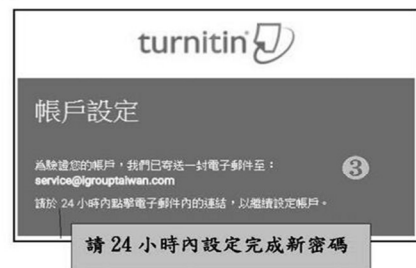 turnitin
帳戶設定
為驗證您的帳戶，我們已寄送一封電子郵件至：
service@igrouptaiwan.com
3
請於 24 小時內點擊電子郵件內的連結，以繼續設定帳戶。
請 24 小時內設定完成新密碼